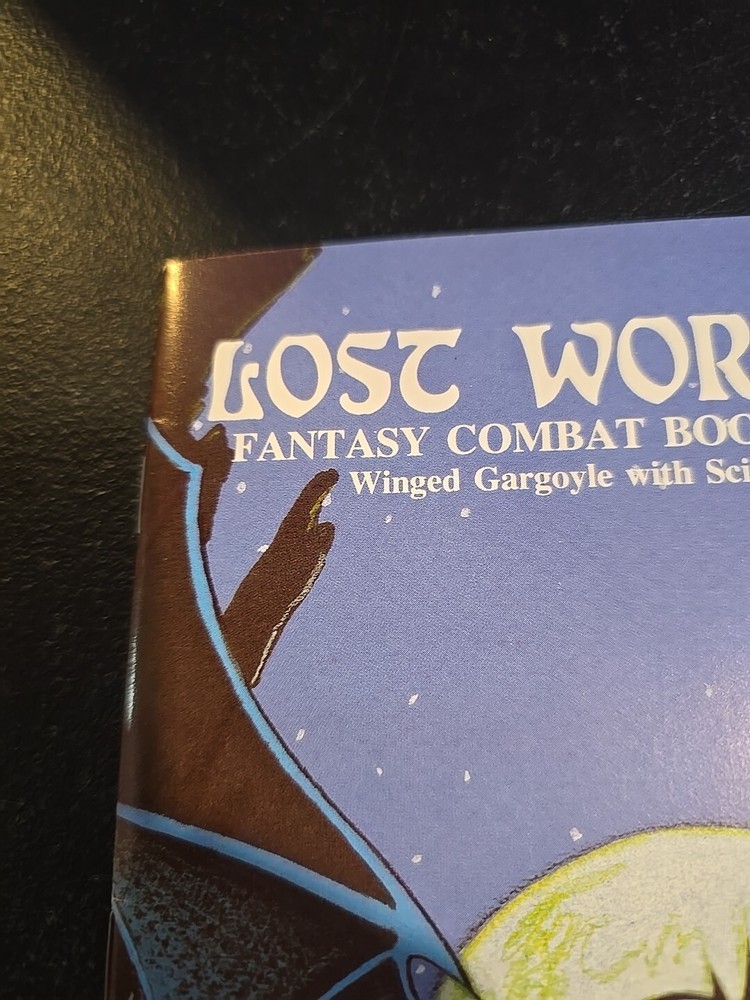 LOST WOR
FANTASY COMBAT BOO
Winged Gargoyle with Sci